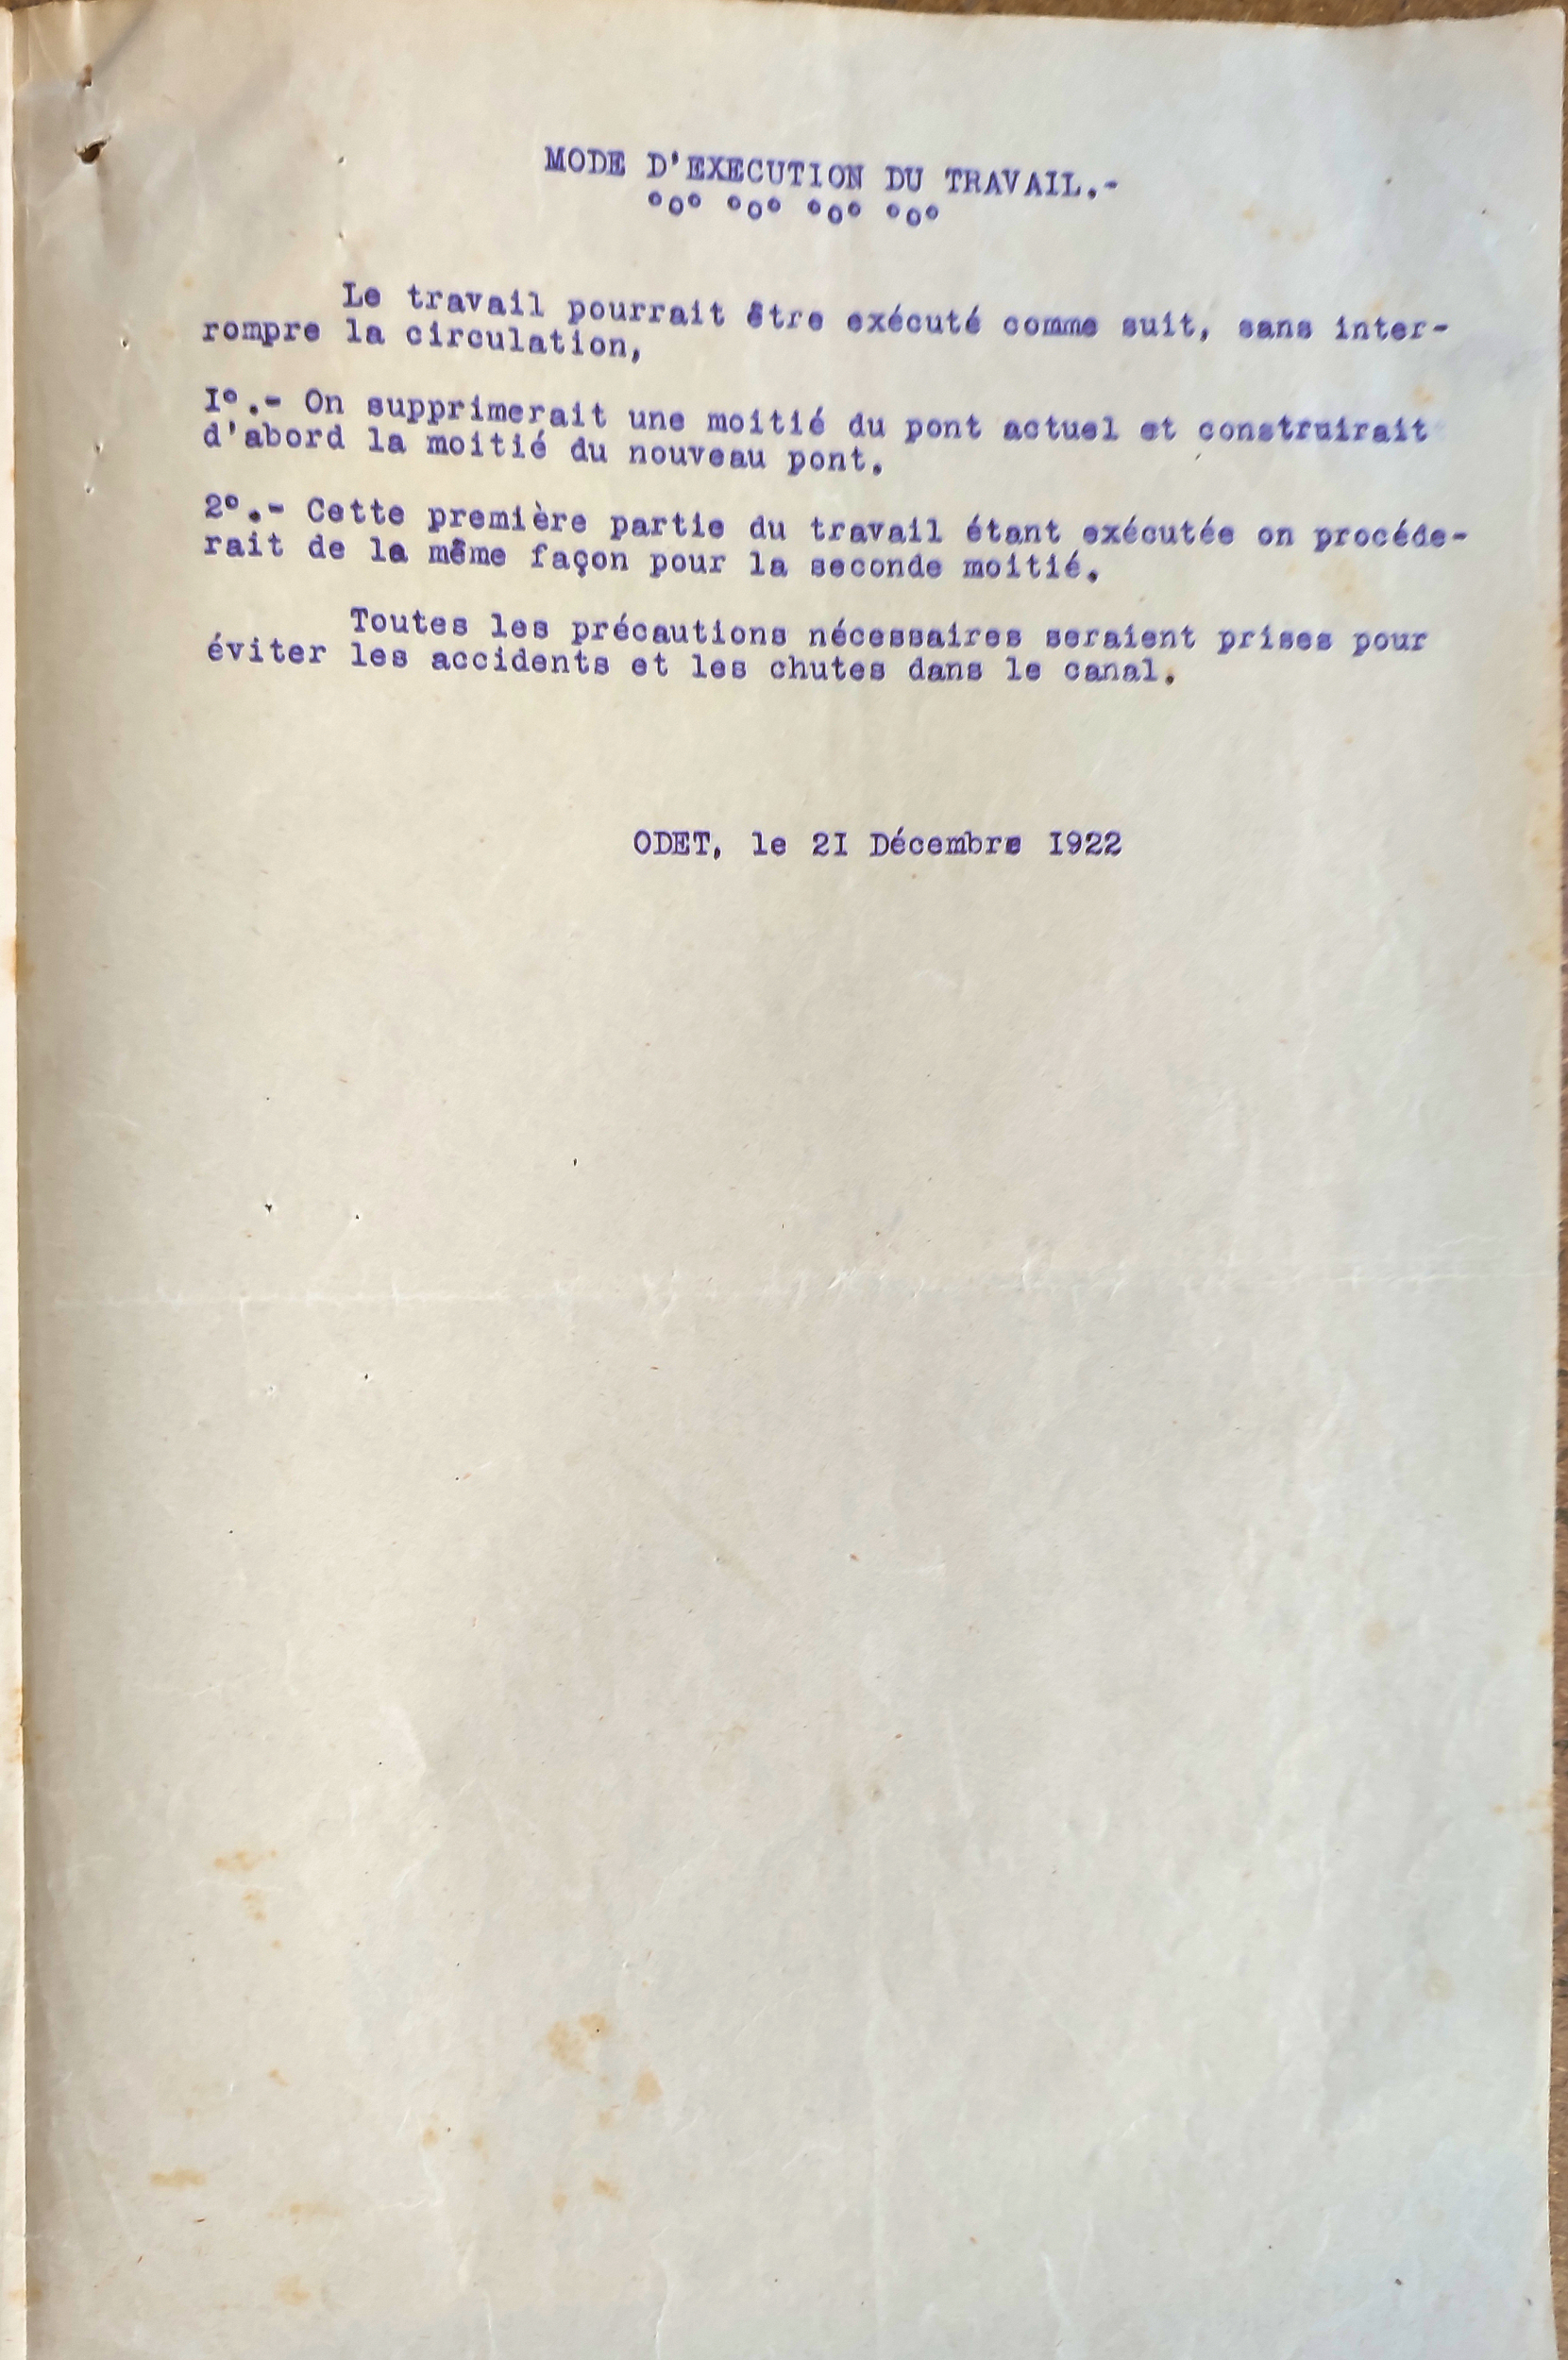 MODE D'EXECUTION DU TRAVAIL.-
°o° °o° °o° °o°
Le travail pourrait être exécuté comme suit, sans inter-
rompre la circulation,
I°.- On supprimerait une moitié du pont actuel et construirait
d'abord la moitié du nouveau pont.
2°.- Cette première partie du travail étant exécutée on procéde-
rait de la même façon pour la seconde moitié.
Toutes les précautions nécessaires seraient prises pour
éviter les accidents et les chutes dans le canal.
ODET, le 2I Décembre I922